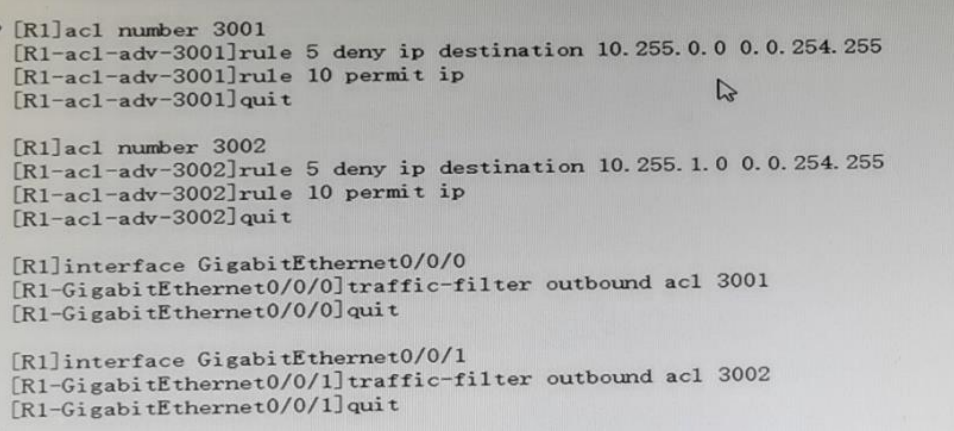 [R1]acl number 3001
[R1-acl-adv-3001]rule 5 deny ip destination 10.255.0.0 0.0.254.255
[R1-acl-adv-3001]rule 10 permit ip
[R1-acl-adv-3001]quit
[R1]acl number 3002
[R1-acl-adv-3002]rule 5 deny ip destination 10.255.1.0 0.0.254.255
[R1-acl-adv-3002]rule 10 permit ip
[R1-acl-adv-3002]quit
[R1]interface GigabitEthernet0/0/0
[R1-GigabitEthernet0/0/0]traffic-filter outbound acl 3001
[R1-GigabitEthernet0/0/0]quit
[R1]interface GigabitEthernet0/0/1
[R1-GigabitEthernet0/0/1]traffic-filter outbound acl 3002
[R1-GigabitEthernet0/0/1]quit